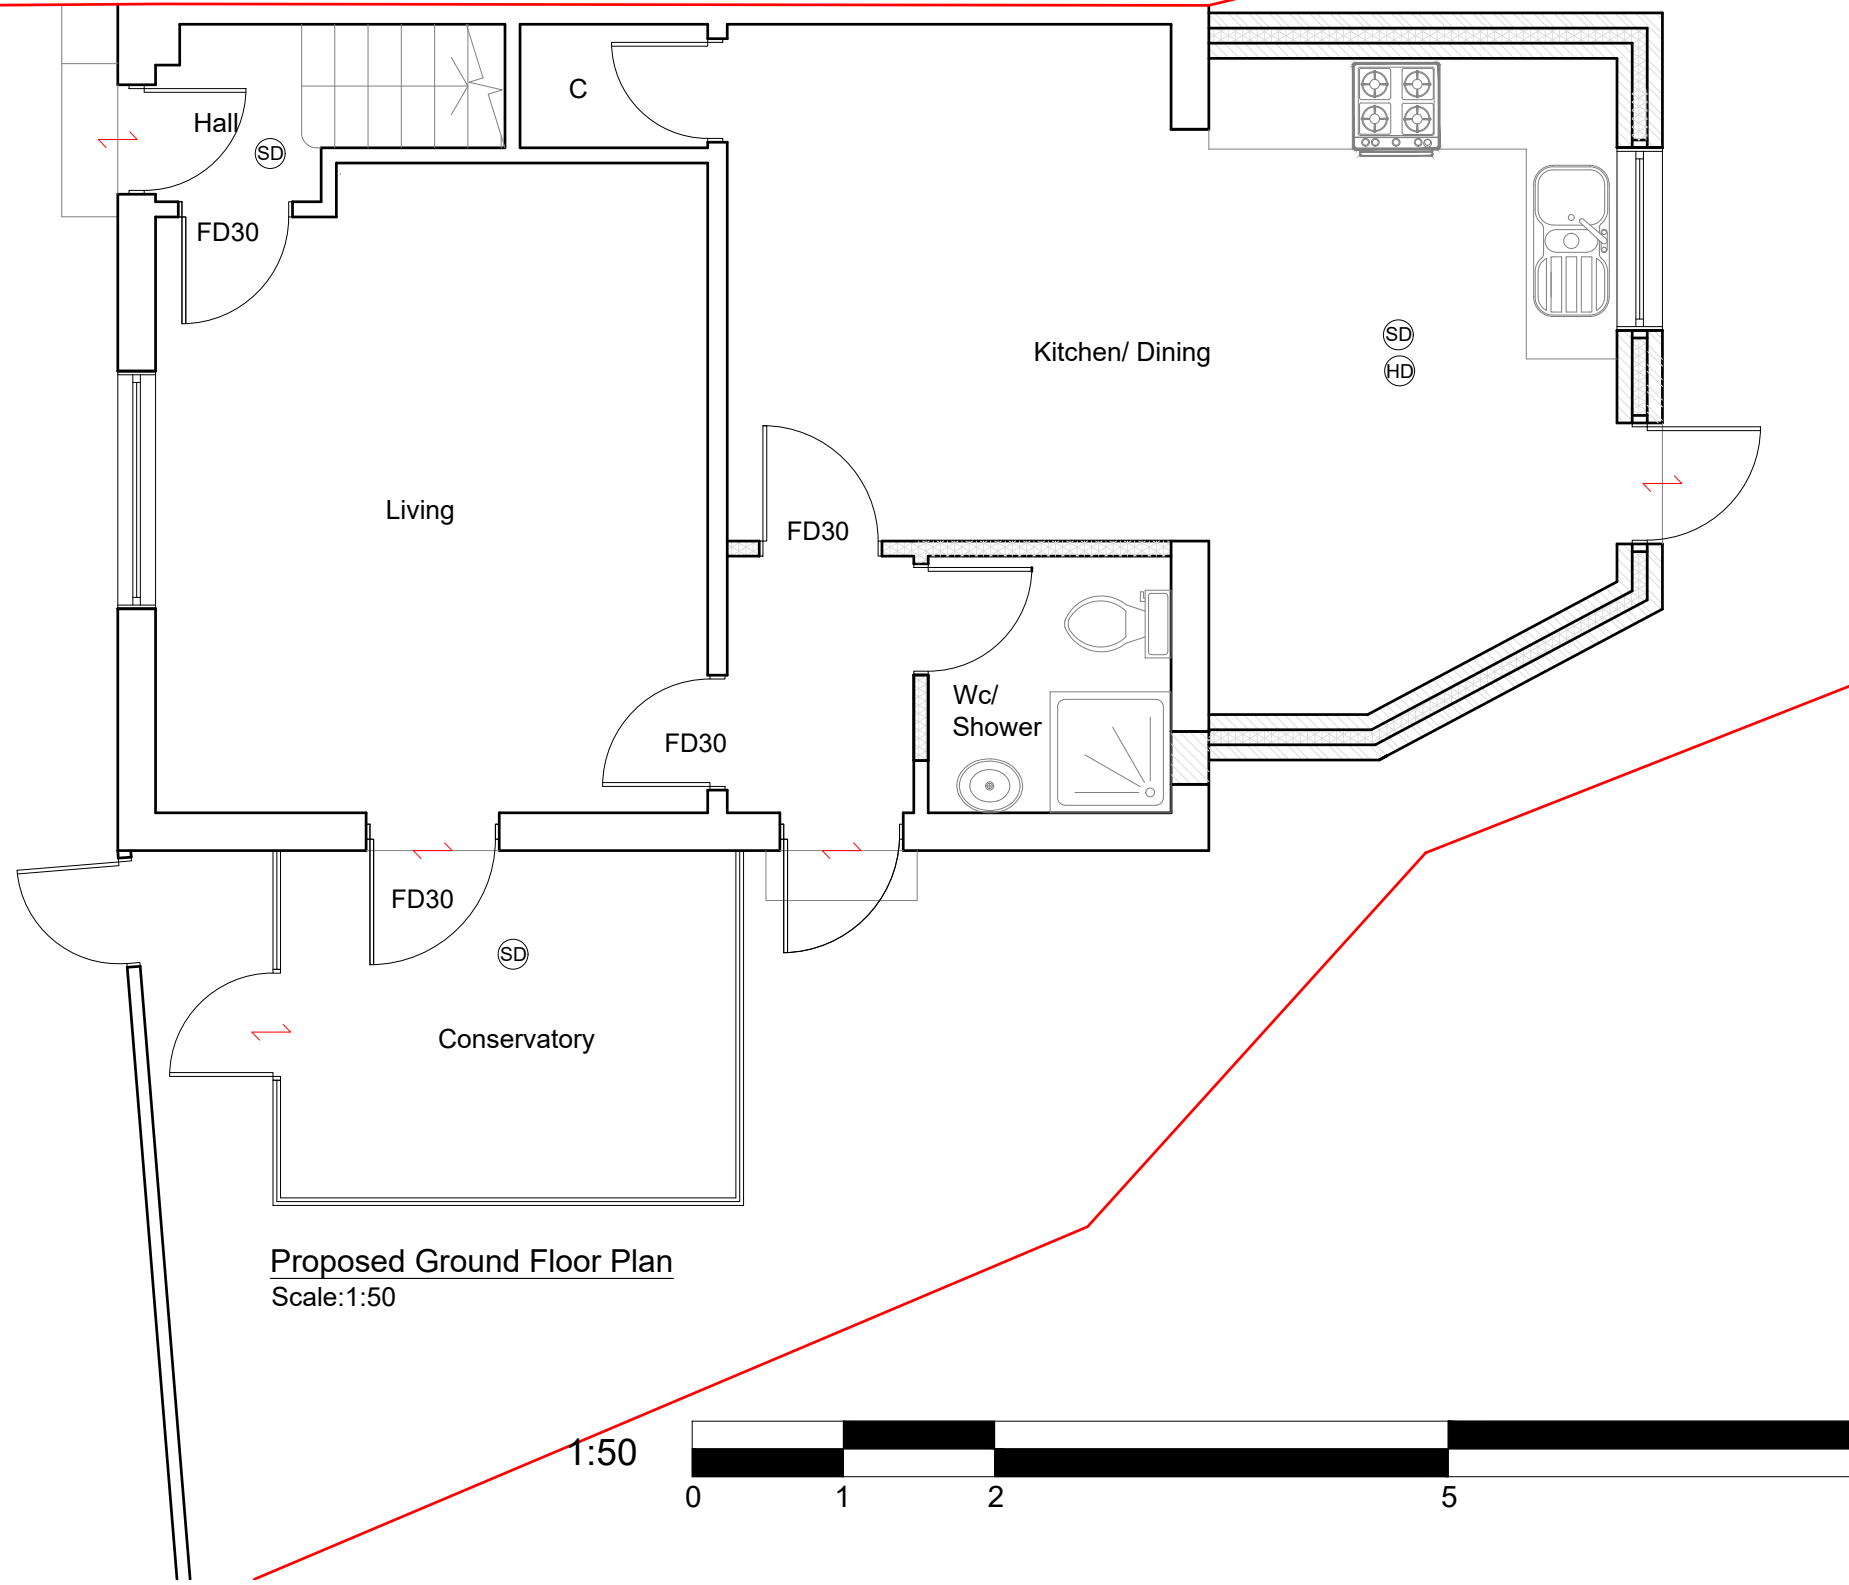 C
Hall
SD
FD30
Kitchen/ Dining
SD
HD
Living
FD30
Wc/
Shower
FD30
FD30
SD
Conservatory
Proposed Ground Floor Plan
Scale:1:50
1:50
0 1 2 5